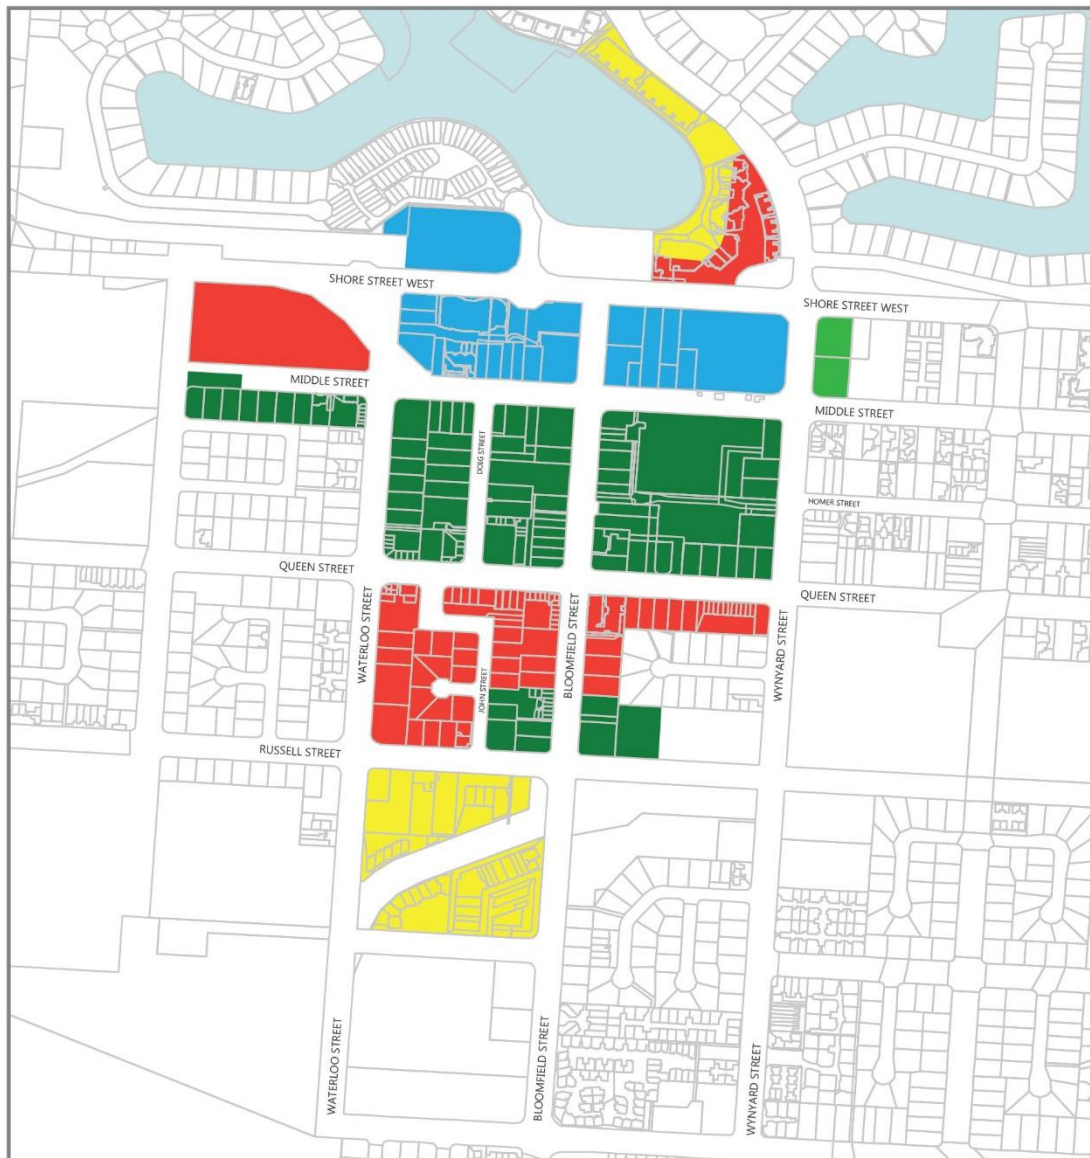 SHORE STREET WEST
SHORE STREET WEST
MIDDLE STREET
MIDDLE STREET
DOIG STREET
HOMER STREET
QUEEN STREET
QUEEN STREET
WATERLOO STREET
BLOOMFIELD STREET
WYNYARD STREET
JOHN STREET
RUSSELL STREET
WATERLOO STREET
BLOOMFIELD STREET
WYNYARD STREET